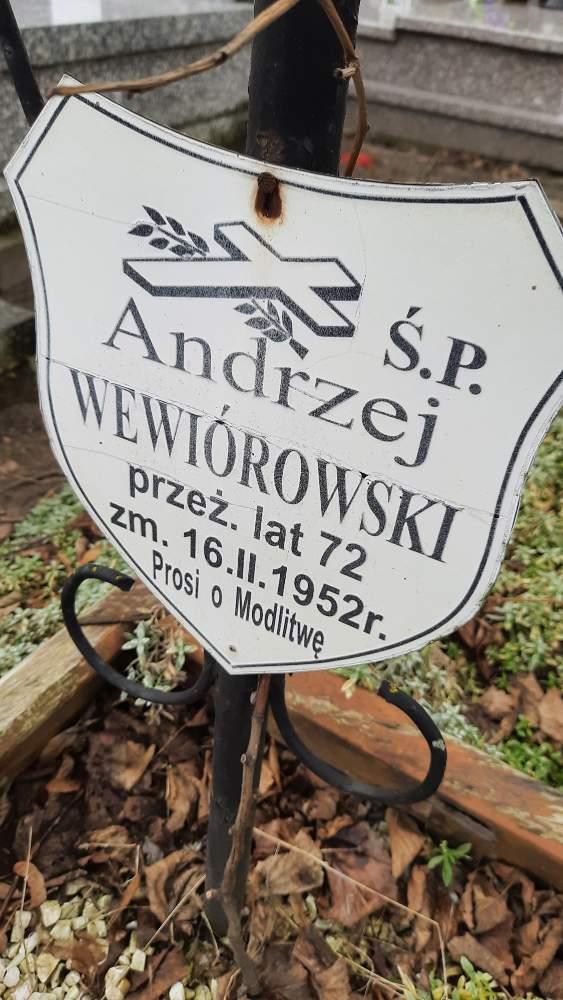 Ś.P.
Andrzej
WEWIÓROWSKI
przeż. lat 72
zm. 16.II.1952r.
Prosi o Modlitwę